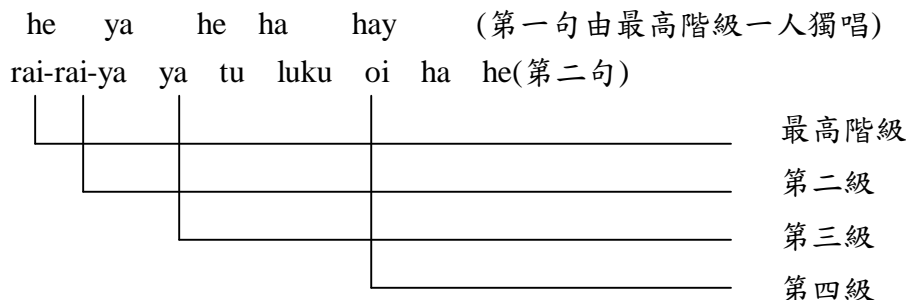 he ya he ha hay (第一句由最高階級一人獨唱)
rai-rai-ya ya tu luku oi ha he(第二句)
最高階級
第二級
第三級
第四級